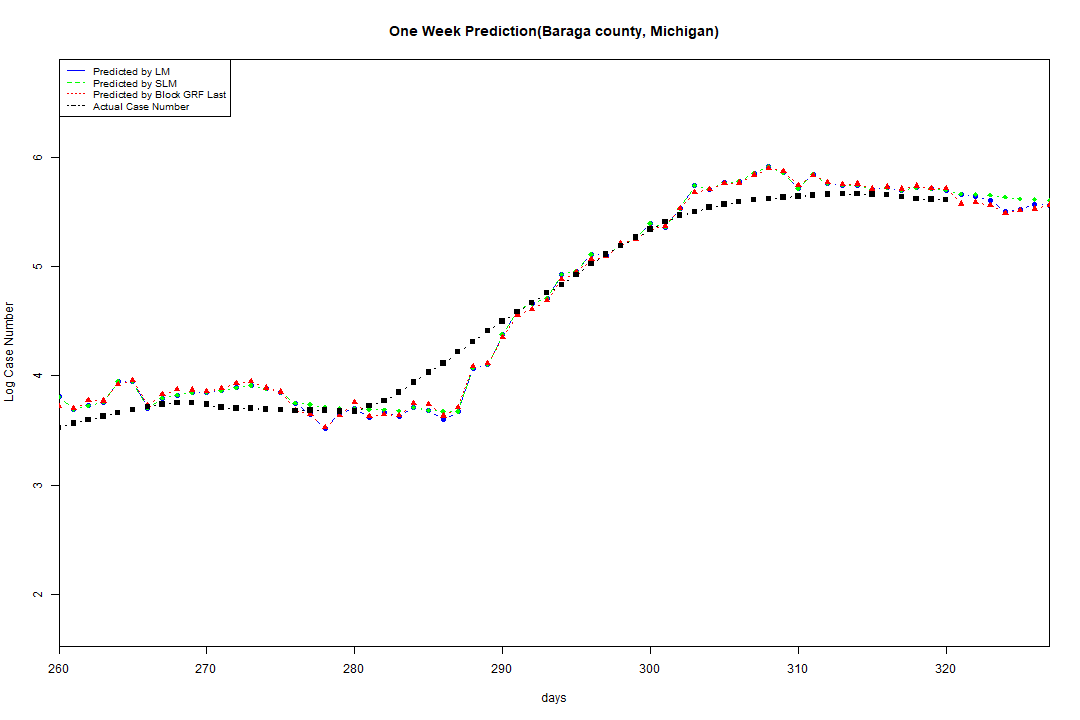 One Week Prediction(Baraga county, Michigan)
Predicted by LM
Predicted by SLM
Predicted by Block GRF Last
Actual Case Number
6
5
4
3
2
Log Case Number
260 270 280 290 300 310 320
days